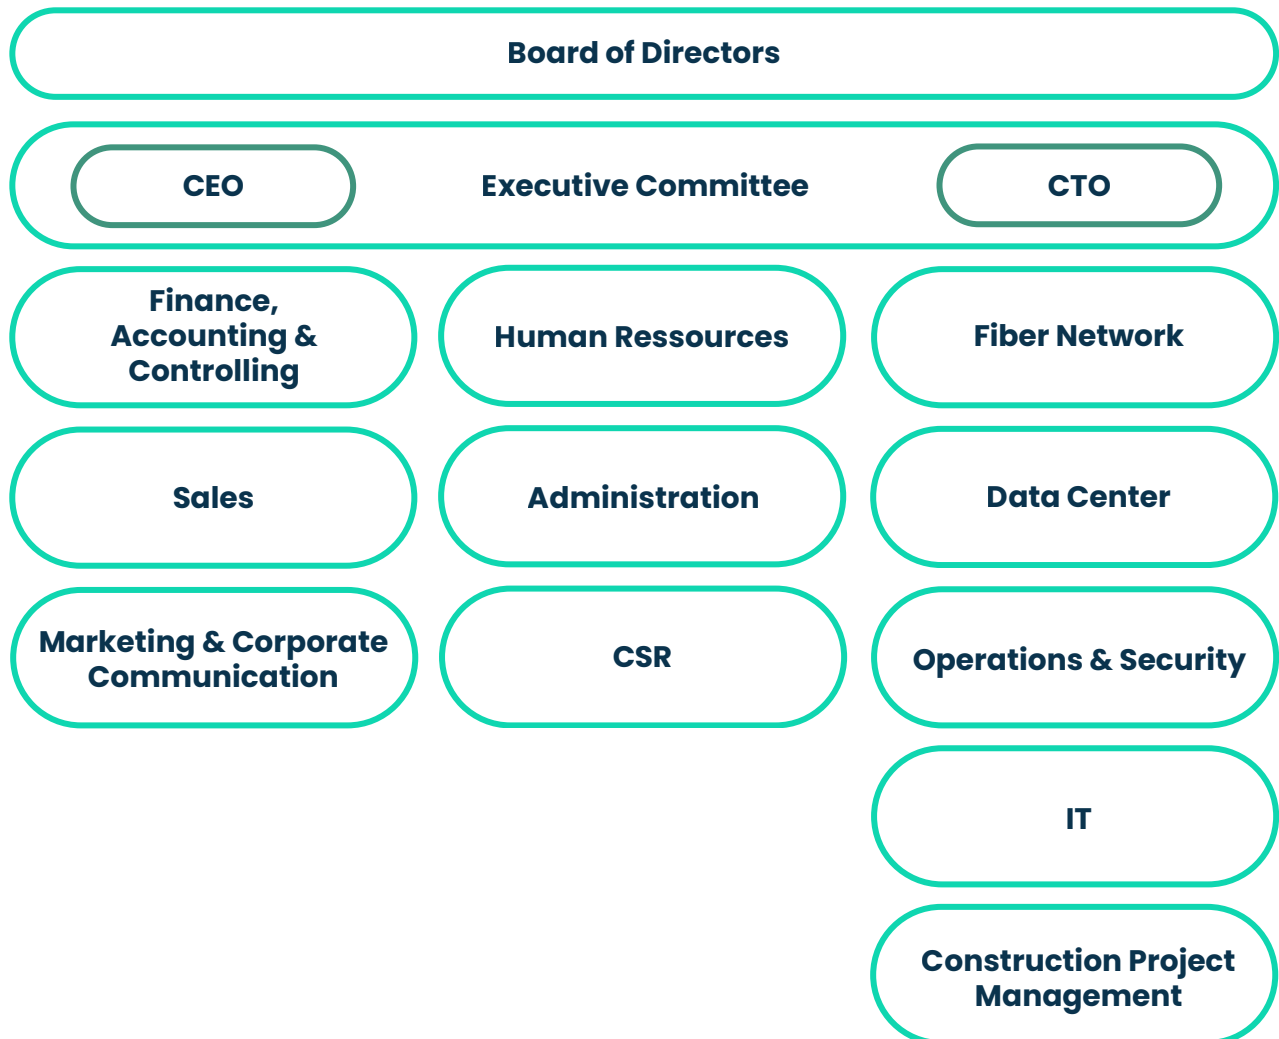 Board of Directors
CEO
Executive Committee
CTO
Finance,
Accounting &
Controlling
Human Ressources
Fiber Network
Sales
Administration
Data Center
Marketing & Corporate
Communication
CSR
Operations & Security
IT
Construction Project
Management